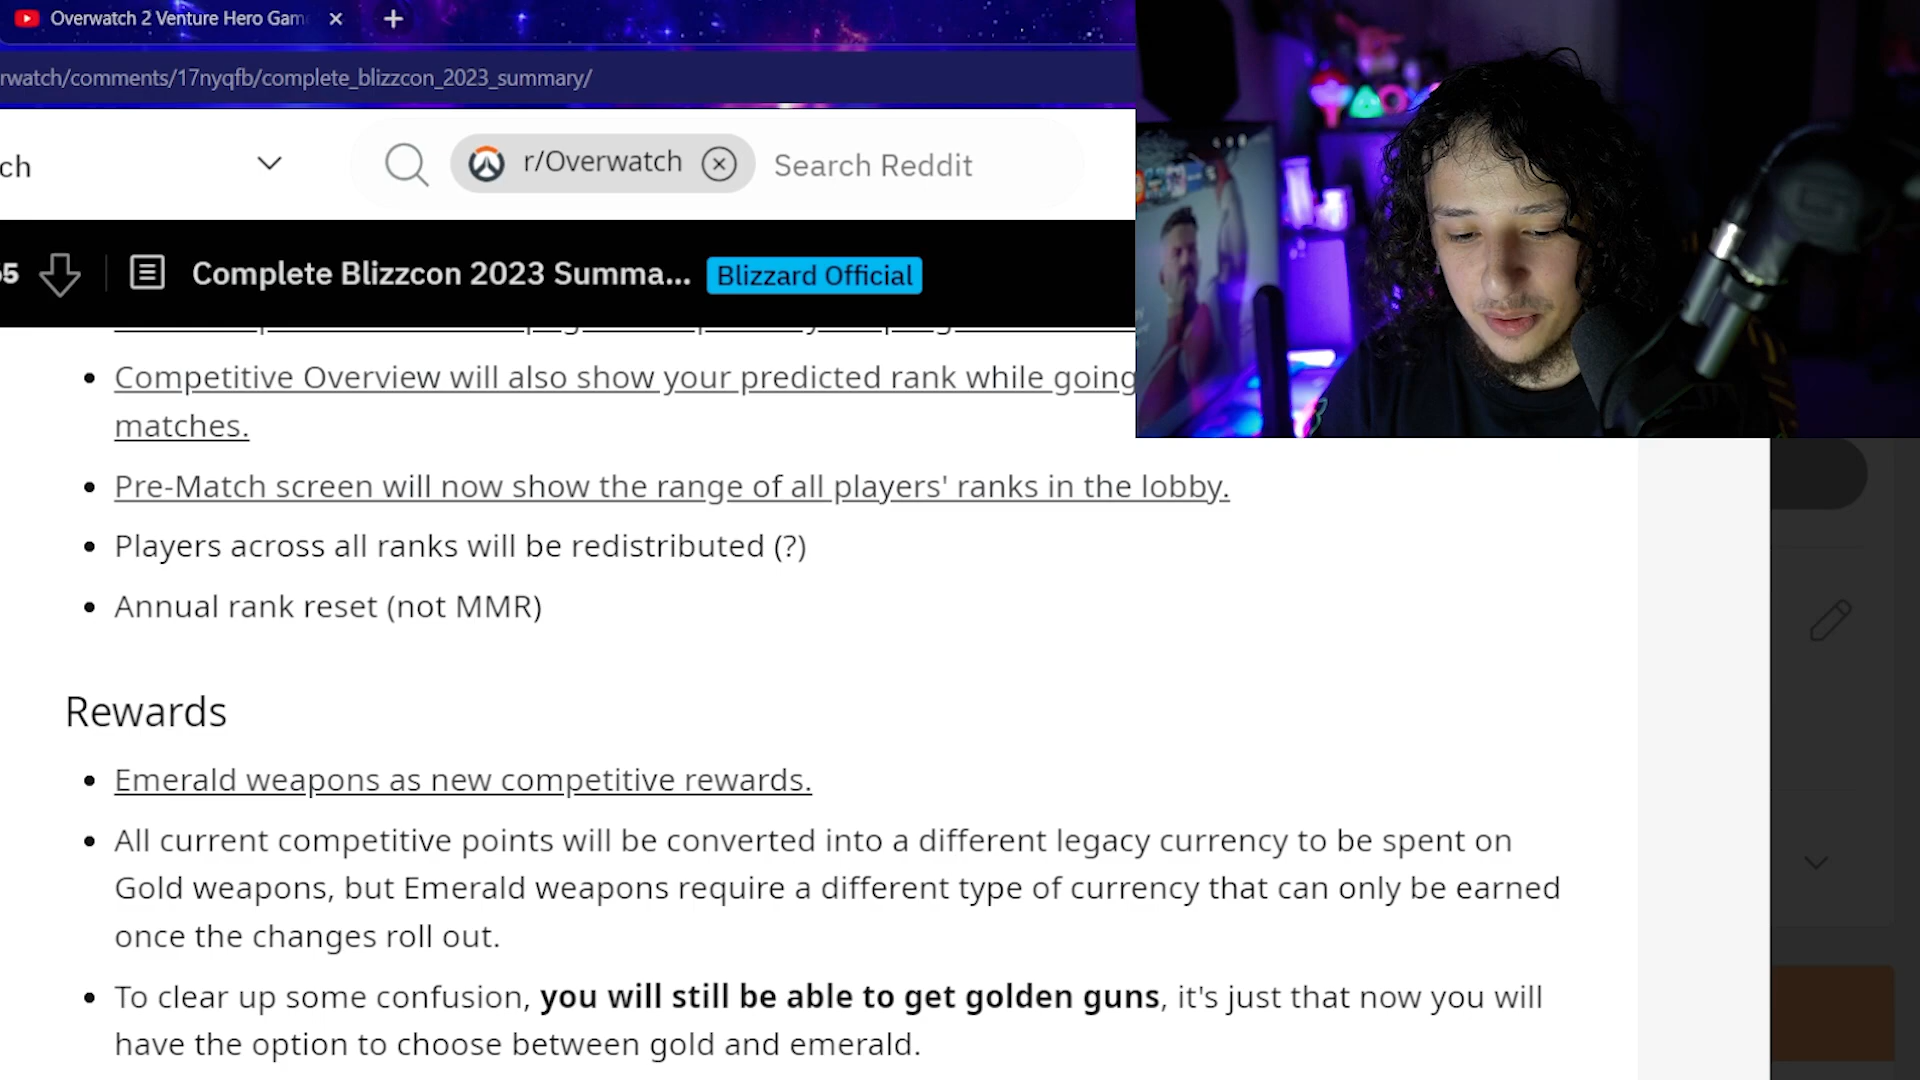 Overwatch 2 Venture Hero Gam
rwatch/comments/17nyqfb/complete_blizzcon_2023_summary/
ch
r/Overwatch
Search Reddit
Complete Blizzcon 2023 Summa...
Blizzard Official
Competitive Overview will also show your predicted rank while going
matches.
Pre-Match screen will now show the range of all players' ranks in the lobby.
Players across all ranks will be redistributed (?)
Annual rank reset (not MMR)
Rewards
Emerald weapons as new competitive rewards.
All current competitive points will be converted into a different legacy currency to be spent on
Gold weapons, but Emerald weapons require a different type of currency that can only be earned
once the changes roll out.
To clear up some confusion, you will still be able to get golden guns, it's just that now you will
have the option to choose between gold and emerald.